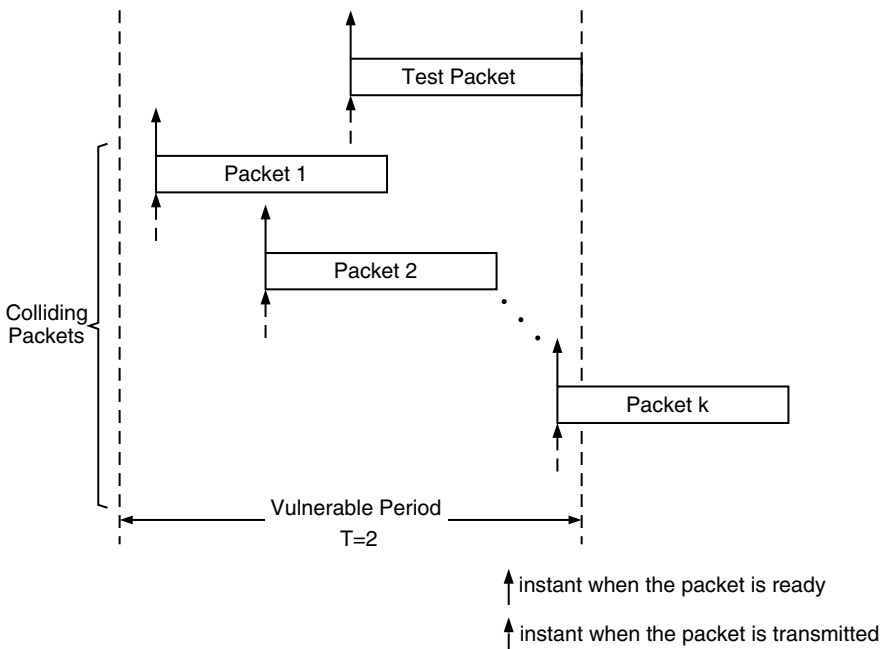 Test Packet
Packet 1
Packet 2
Colliding
Packets
Packet k
Vulnerable Period
T=2
instant when the packet is ready
instant when the packet is transmitted